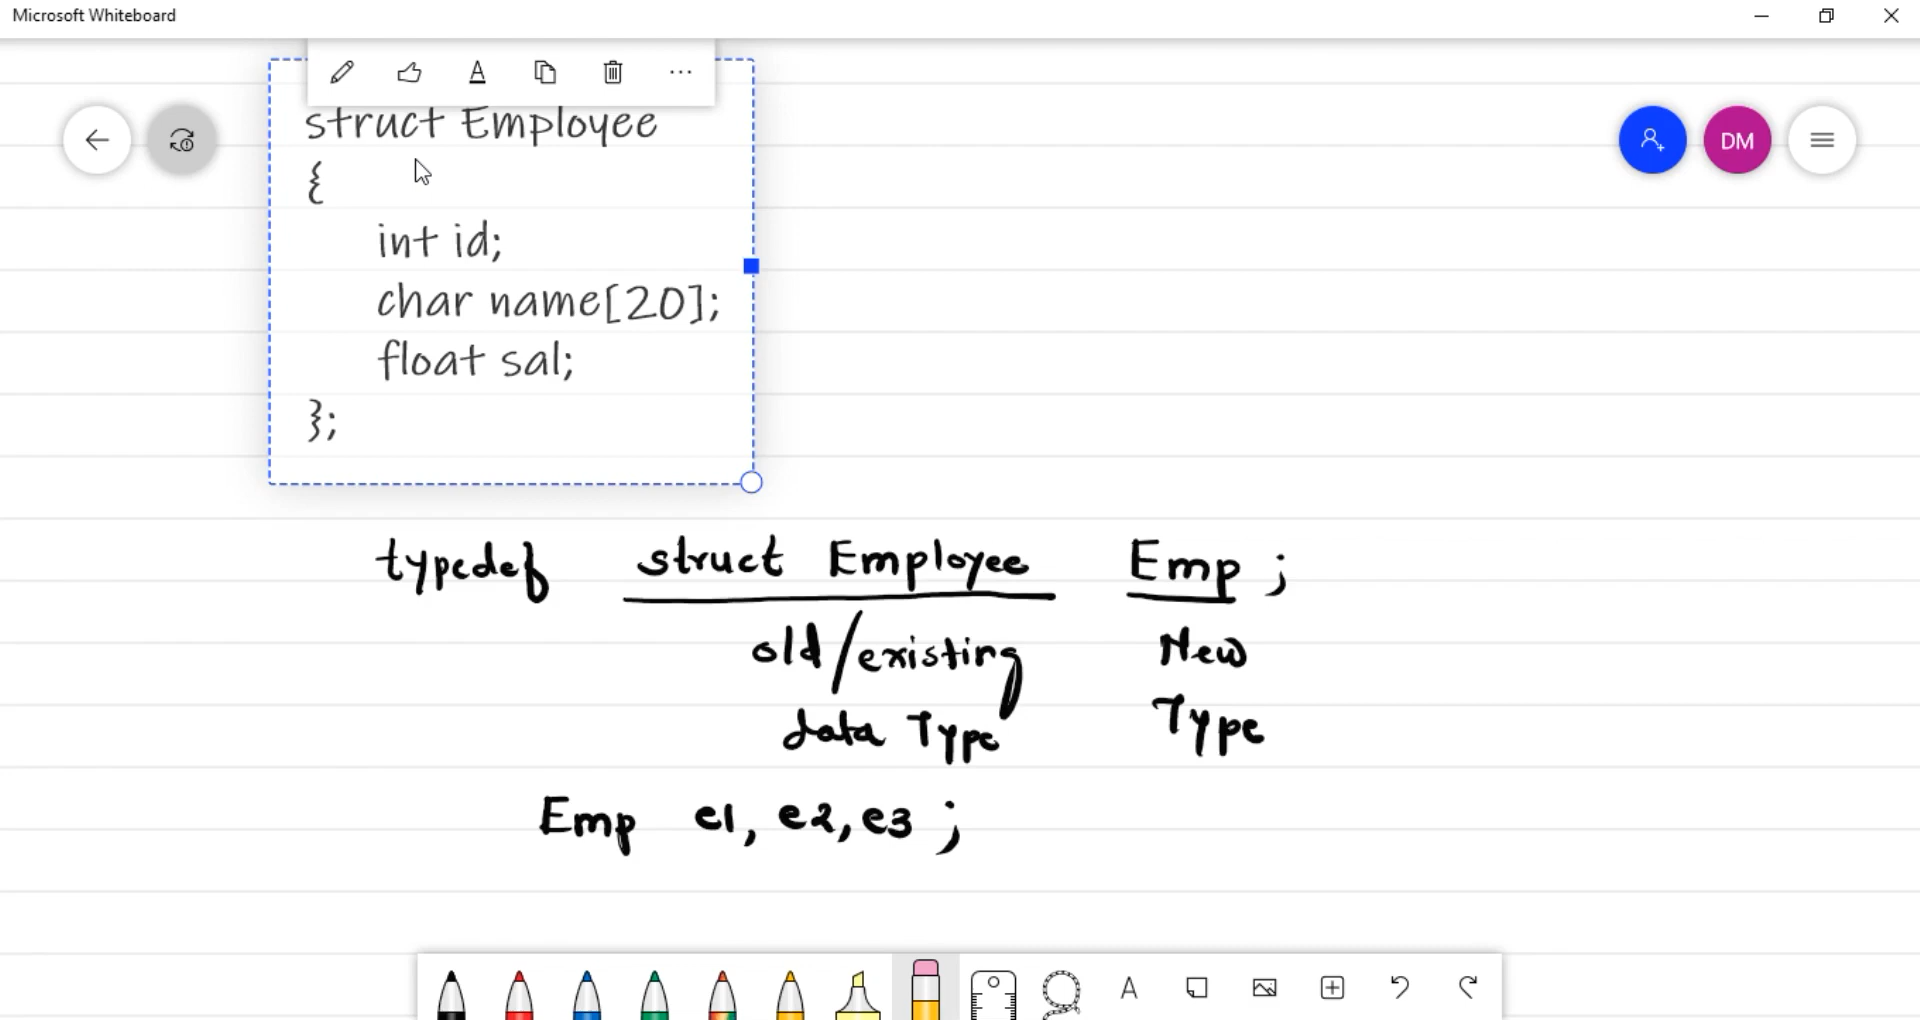 Microsoft Whiteboard
struct Employee
{
int id;
char name[20];
float sal;
};
DM
typedef struct Employee Emp ;
old/existing New
data Type Type
Emp e1, e2, e3 ;
A